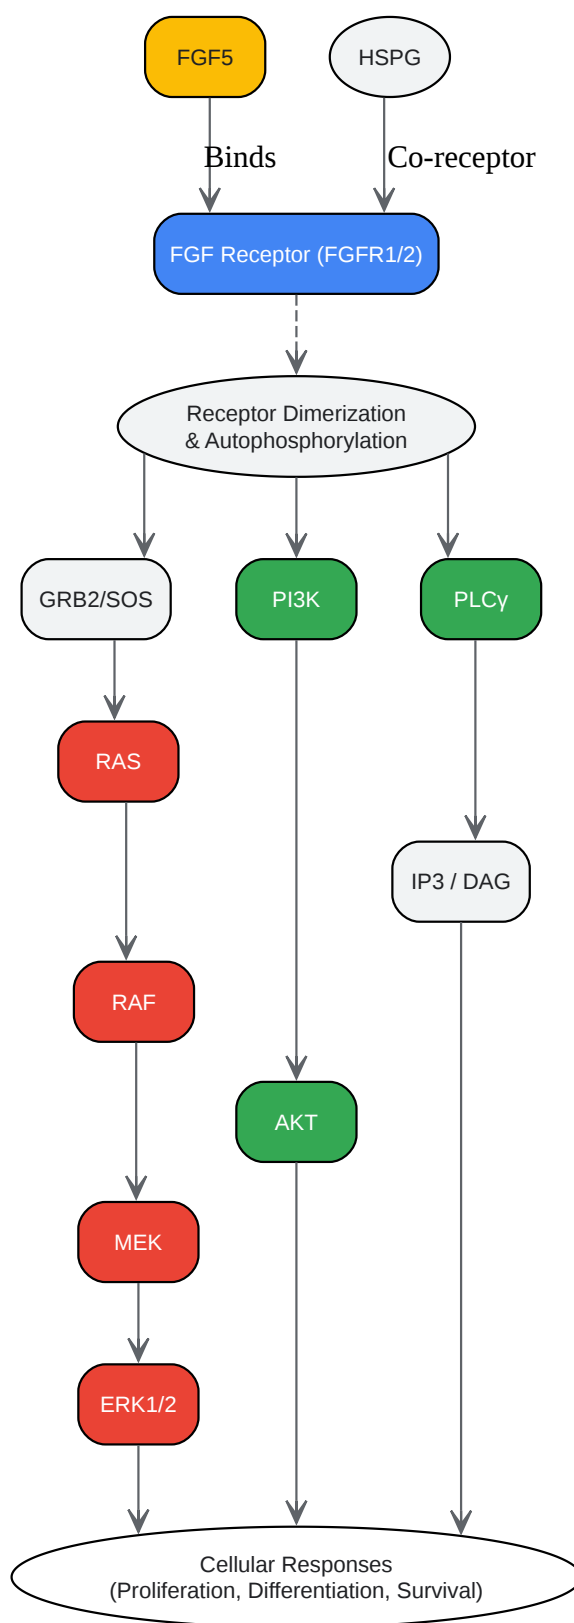 FGF5
HSPG
Binds
Co-receptor
FGF Receptor (FGFR1/2)
Receptor Dimerization
& Autophosphorylation
GRB2/SOS
PI3K
PLCγ
RAS
IP3 / DAG
RAF
AKT
MEK
ERK1/2
Cellular Responses
(Proliferation, Differentiation, Survival)